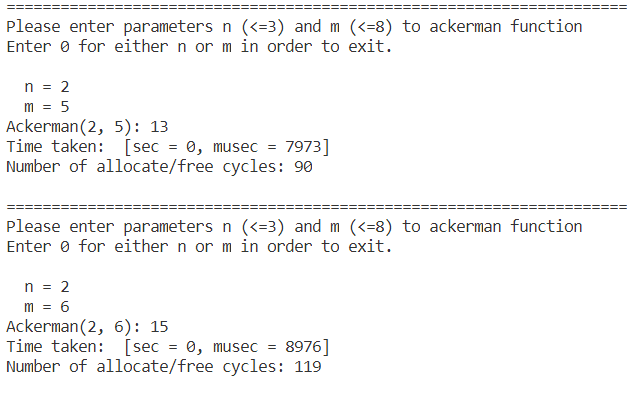 =====================================================================
Please enter parameters n (<=3) and m (<=8) to ackerman function
Enter 0 for either n or m in order to exit.
n = 2
m = 5
Ackerman(2, 5): 13
Time taken:  [sec = 0, musec = 7973]
Number of allocate/free cycles: 90
=====================================================================
Please enter parameters n (<=3) and m (<=8) to ackerman function
Enter 0 for either n or m in order to exit.
n = 2
m = 6
Ackerman(2, 6): 15
Time taken:  [sec = 0, musec = 8976]
Number of allocate/free cycles: 119